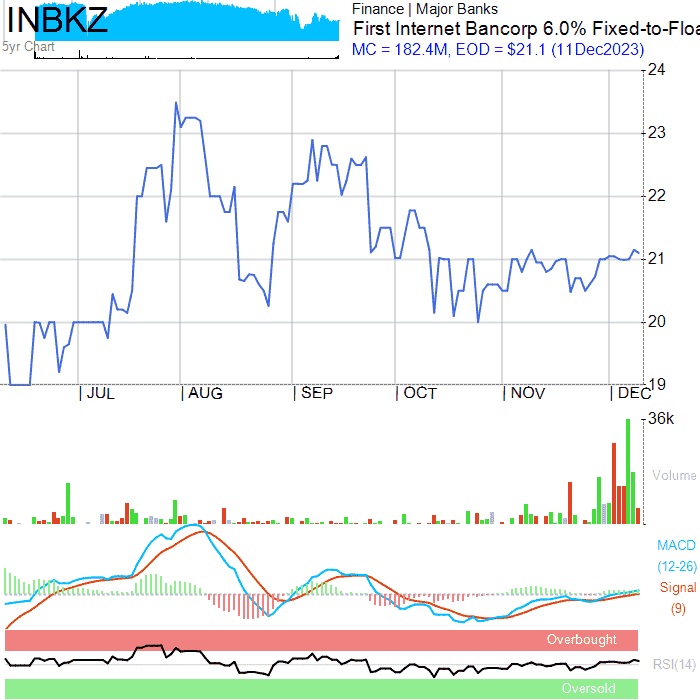 INBKZ
5yr Chart
Finance | Major Banks
First Internet Bancorp 6.0% Fixed-to-Floa
MC = 182.4M, EOD = $21.1 (11Dec2023)
24
23
22
21
20
19
JUL AUG SEP OCT NOV DEC
36k
Volume
MACD
(12-26)
Signal
(9)
Overbought
RSI(14)
Oversold